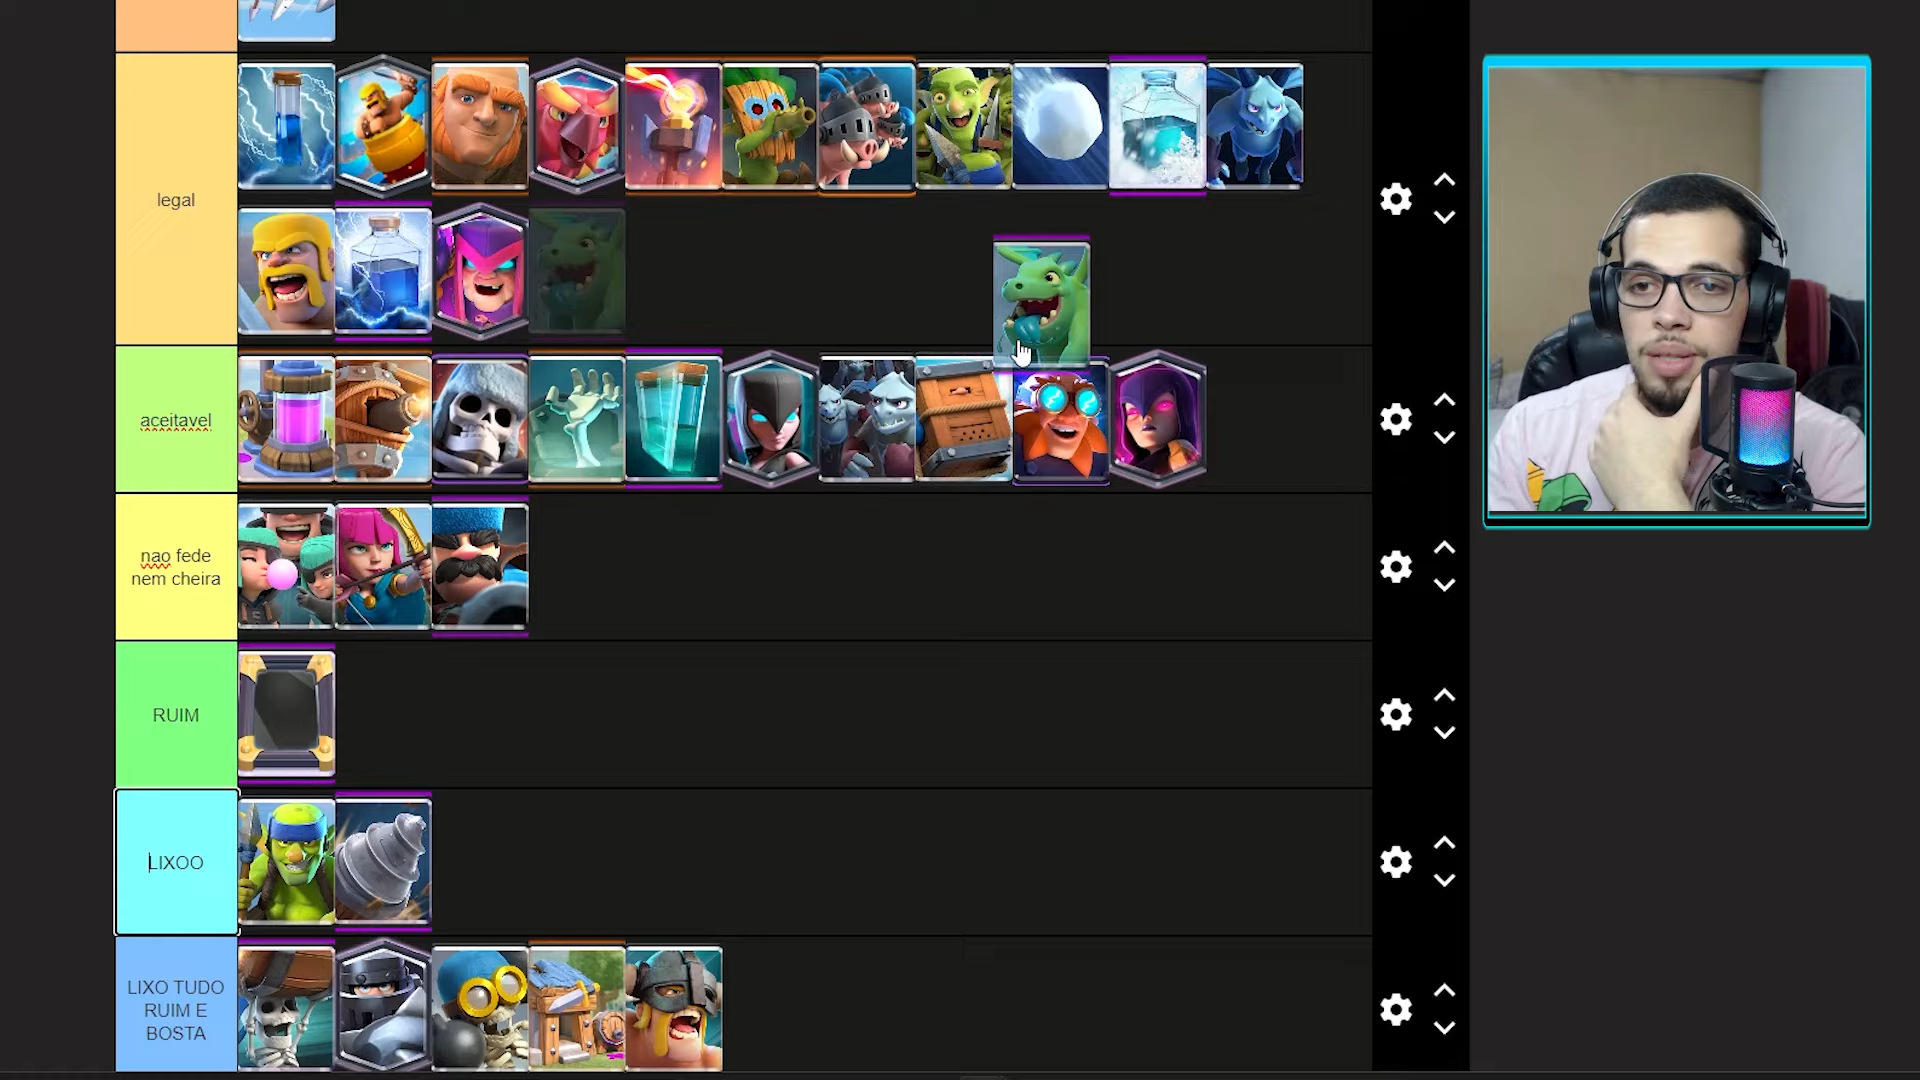 legal
aceitavel
nao fede
nem cheira
RUIM
LIXOO
LIXO TUDO
RUIM E
BOSTA